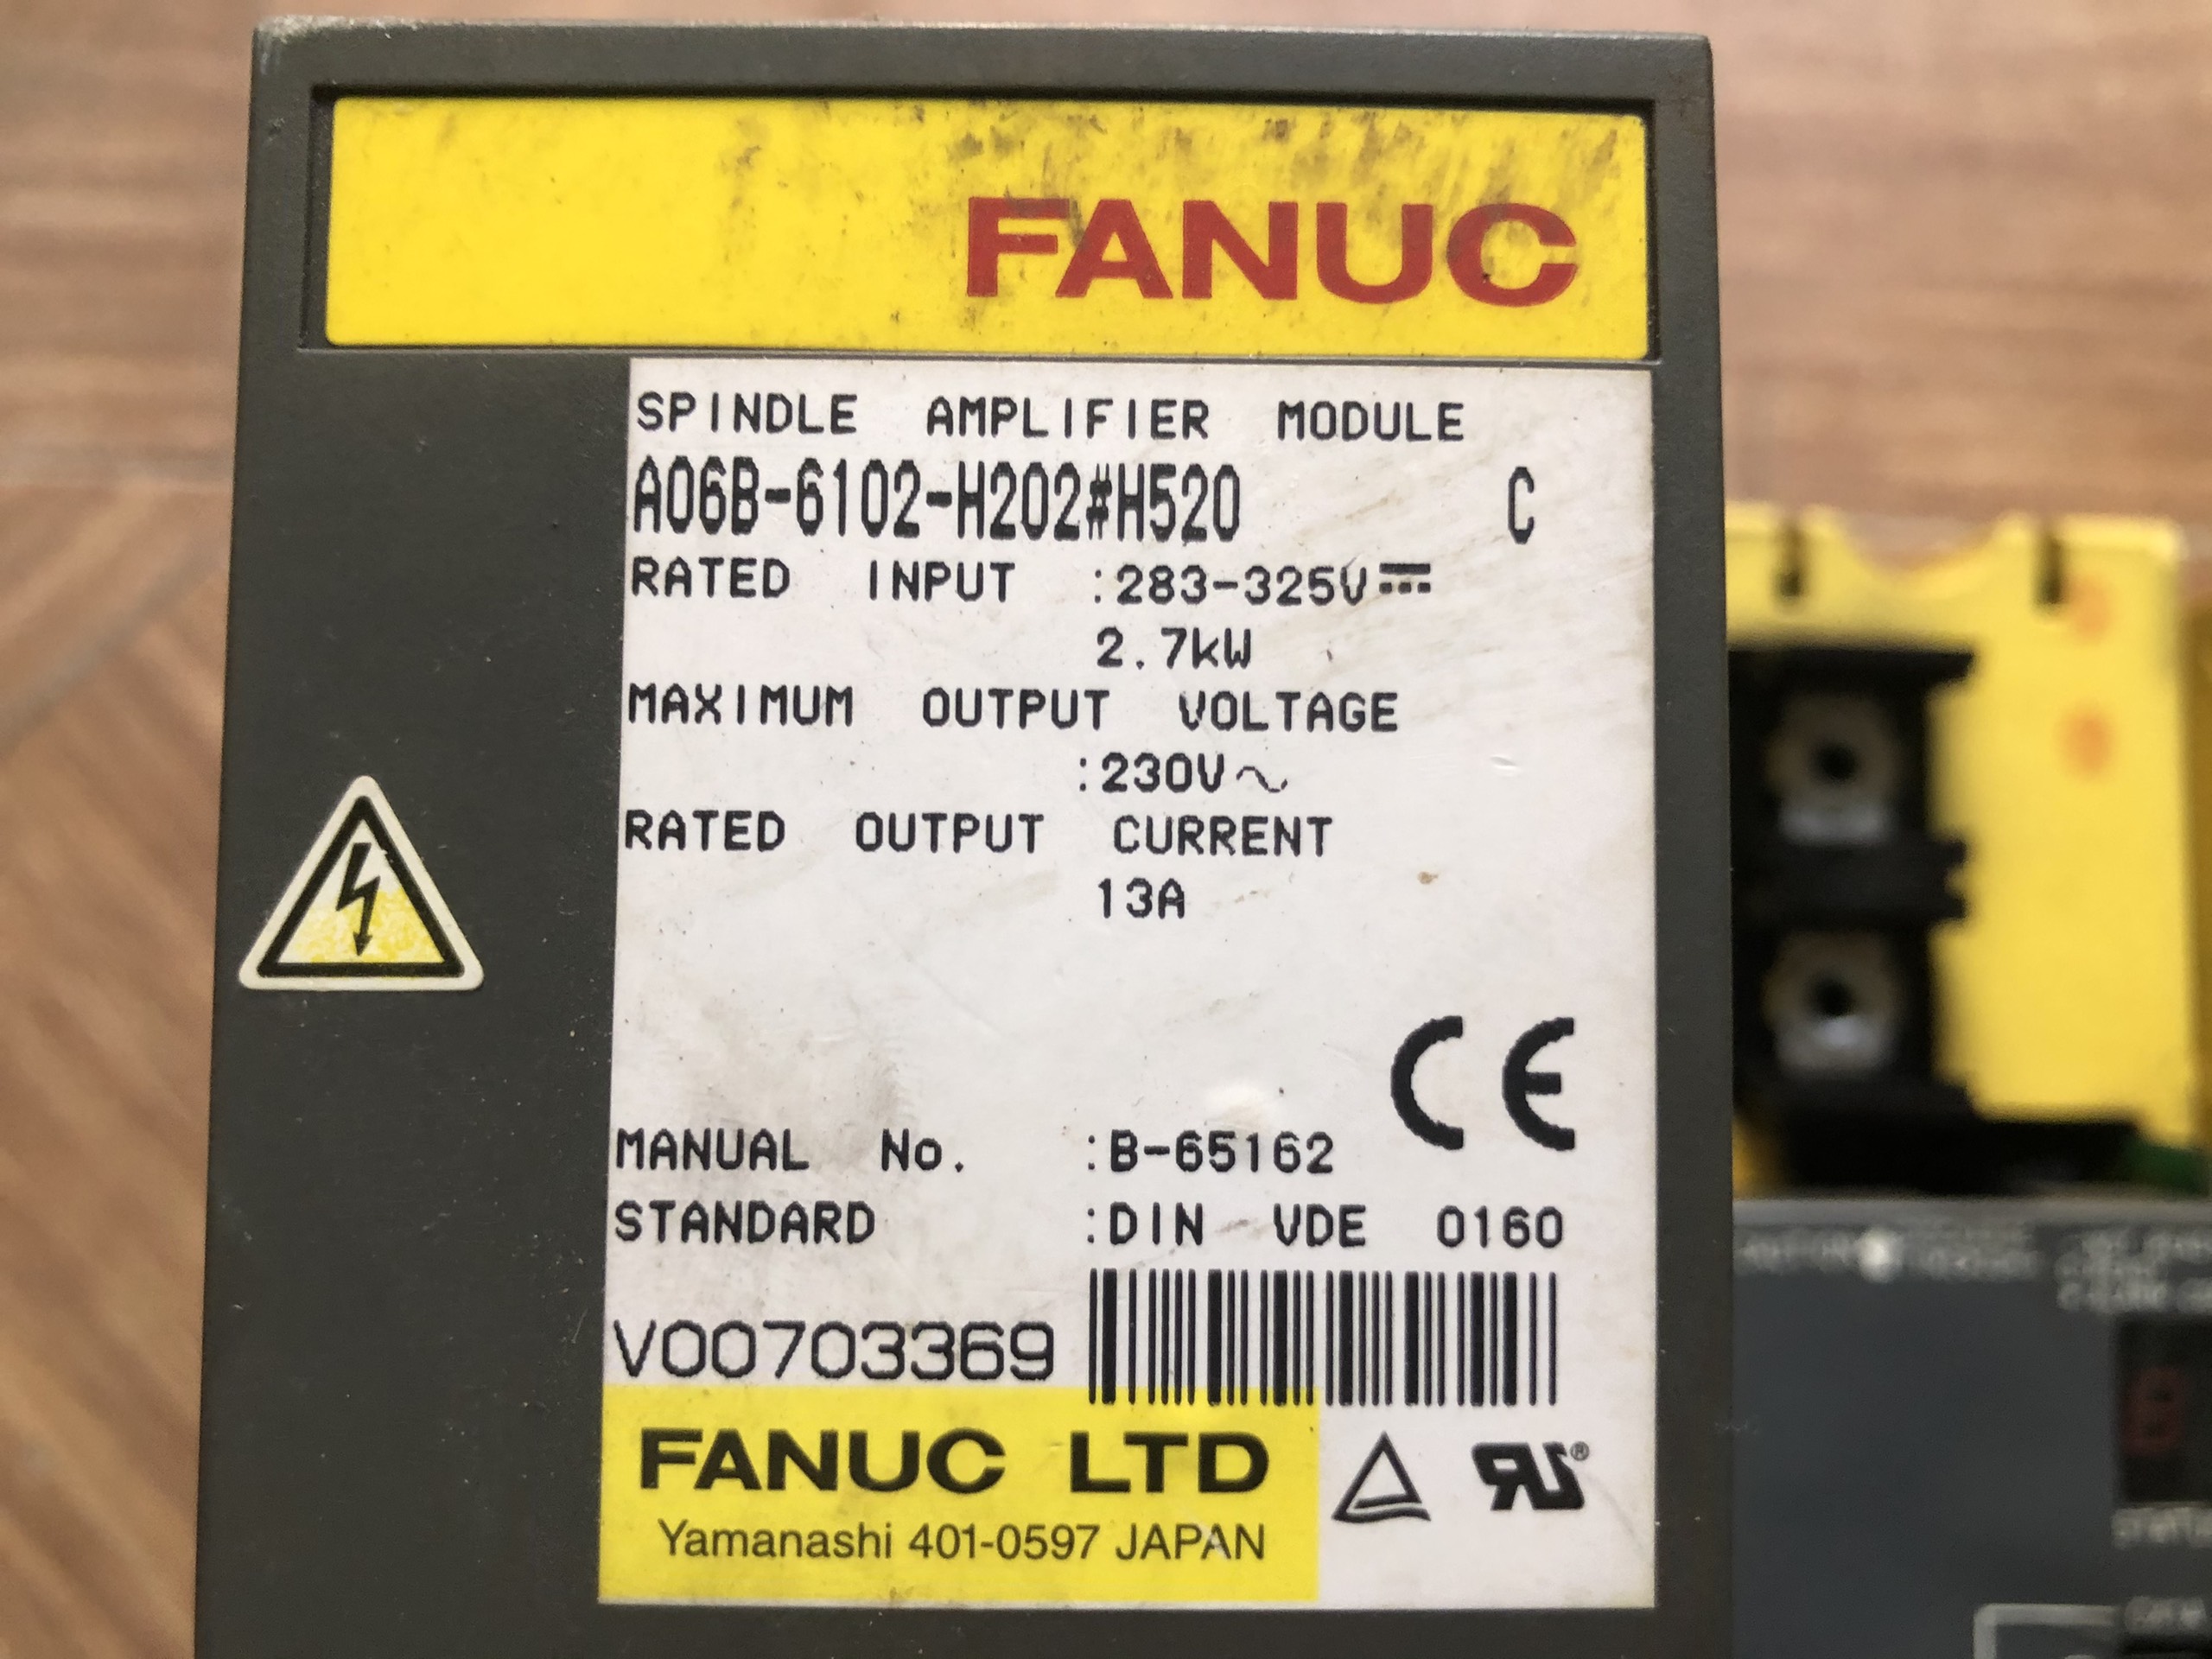 FANUC
SPINDLE AMPLIFIER MODULE
A06B-6102-H202#H520 C
RATED INPUT :283-325V⎓
2.7kW
MAXIMUM OUTPUT VOLTAGE
:230V～
RATED OUTPUT CURRENT
13A
CE
MANUAL No. :B-65162
STANDARD :DIN VDE 0160
V00703369
FANUC LTD
Yamanashi 401-0597 JAPAN